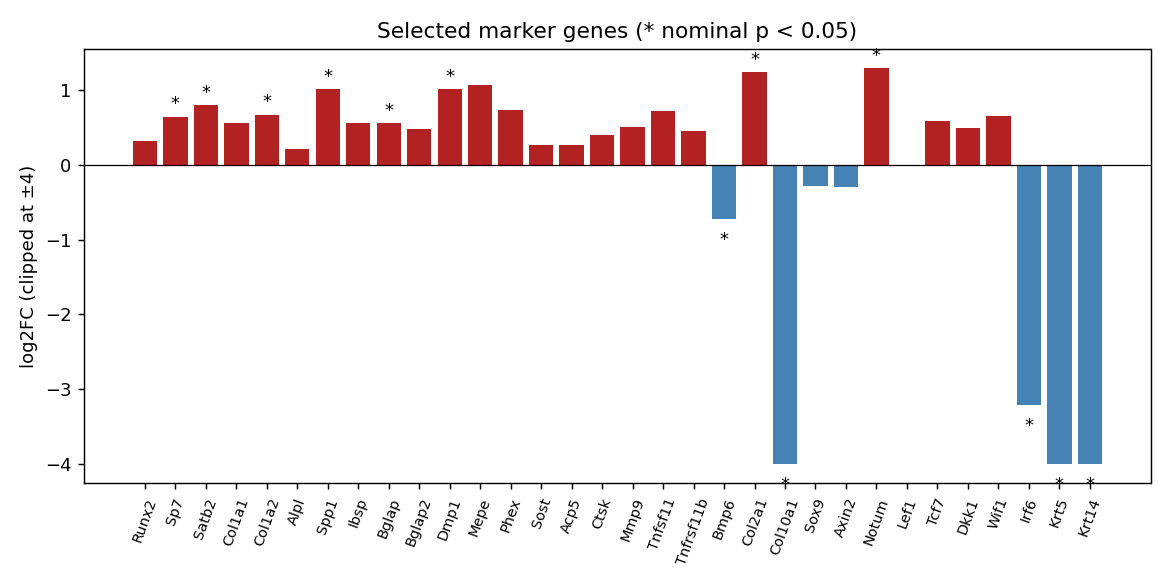 Selected marker genes (* nominal p < 0.05)
log2FC (clipped at ±4)
1
0
−1
−2
−3
−4
* * * * * * * * * * * * * *
Runx2 Sp7 Satb2 Col1a1 Col1a2 Alpl Spp1 Ibsp Bglap Bglap2 Dmp1 Mepe Phex Sost Acp5 Ctsk Mmp9 Tnfsf11 Tnfrsf11b Bmp6 Col2a1 Col10a1 Sox9 Axin2 Notum Lef1 Tcf7 Dkk1 Wif1 Irf6 Krt5 Krt14